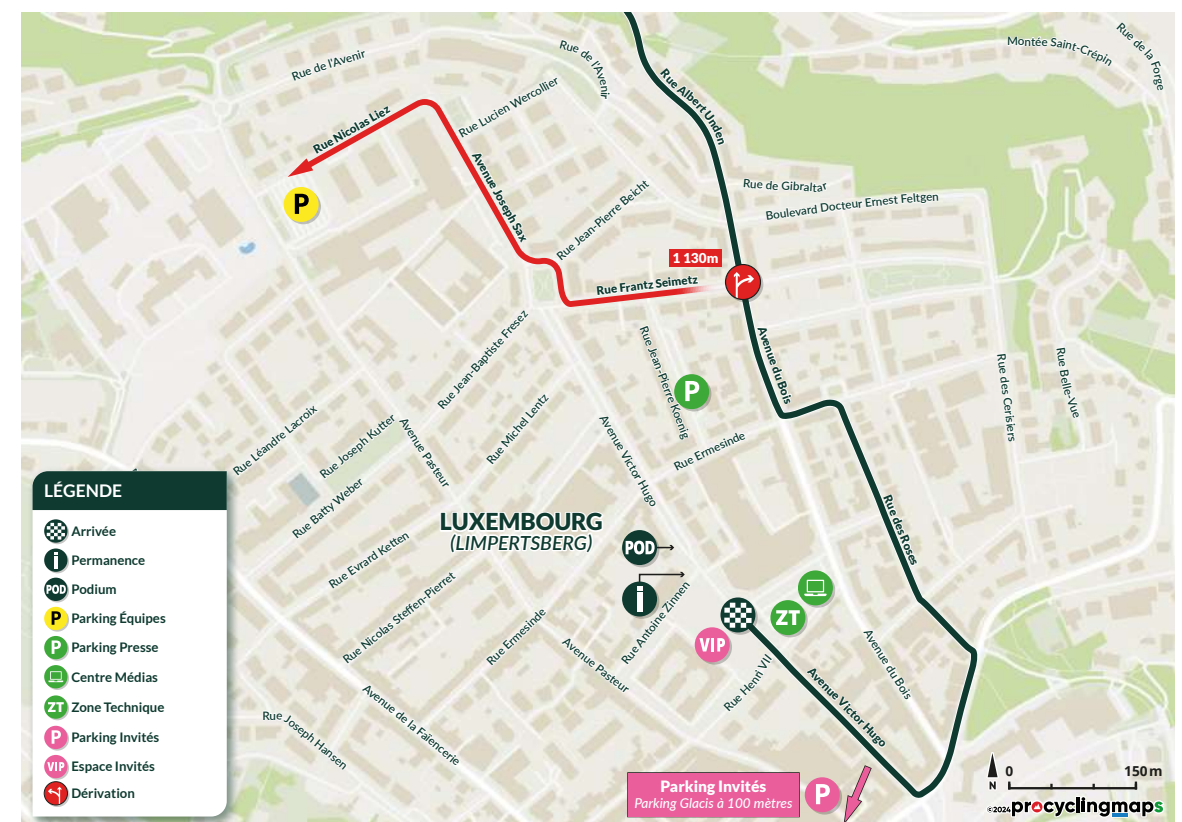 Rue de l'Avenir
Rue de l'Avenir
Montée Saint-Crépin
Rue de la Forge
Rue Albert Unden
Rue Lucien Wercollier
Rue Nicolas Liez
Avenue Joseph Sax
Rue Jean-Pierre Beicht
Rue de Gibraltar
Boulevard Docteur Ernest Feltgen
P
1 130m
Rue Frantz Seimetz
Rue Jean-Baptiste Fresez
Rue Jean-Pierre Koenig
Avenue du Bois
Rue des Cerisiers
Rue Belle-Vue
P
Rue Léandre Lacroix
Rue Joseph Kutter
Avenue Pasteur
Rue Michel Lentz
Avenue Victor Hugo
Rue Ermesinde
Rue Batty Weber
Rue des Roses
LUXEMBOURG
(LIMPERTSBERG)
POD
i
Rue Evrard Ketten
Rue Nicolas Steffen-Pierret
Rue Ermesinde
Rue Antoine Zinnen
ZT
VIP
Avenue Pasteur
Rue Henri VII
Avenue Victor Hugo
Avenue du Bois
Avenue de la Faïencerie
Rue Joseph Hansen
LÉGENDE
Arrivée
i Permanence
POD Podium
P Parking Équipes
P Parking Presse
Centre Médias
ZT Zone Technique
P Parking Invités
VIP Espace Invités
Dérivation
Parking Invités
Parking Glacis à 100 mètres
P
N
0 150 m
©2024 procyclingmaps